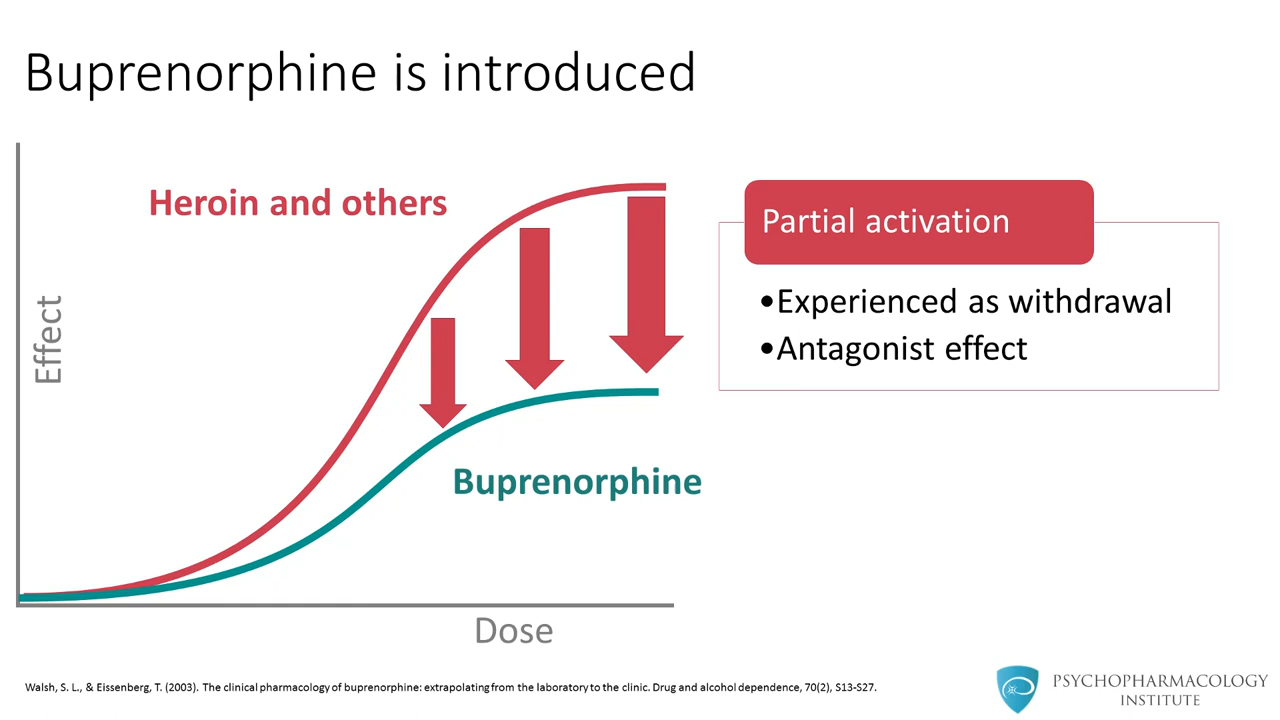 Buprenorphine is introduced
Heroin and others
Effect
Buprenorphine
Dose
Partial activation
•Experienced as withdrawal
•Antagonist effect
Walsh, S. L., & Eissenberg, T. (2003). The clinical pharmacology of buprenorphine: extrapolating from the laboratory to the clinic. Drug and alcohol dependence, 70(2), S13-S27.
PSYCHOPHARMACOLOGY
INSTITUTE